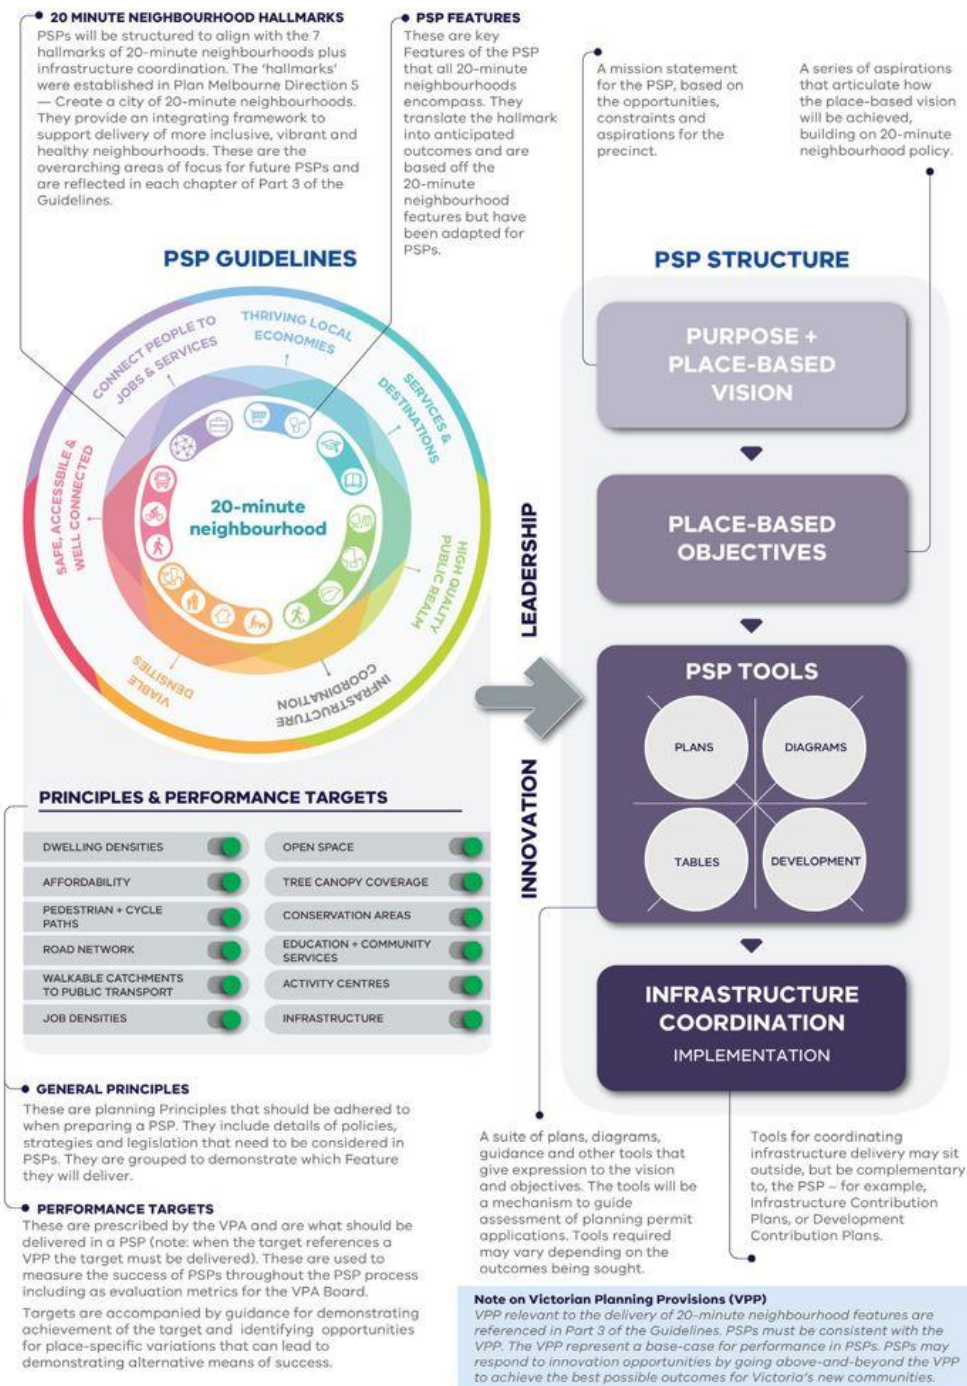 20 MINUTE NEIGHBOURHOOD HALLMARKS
PSPs will be structured to align with the 7
hallmarks of 20-minute neighbourhoods plus
infrastructure coordination. The 'hallmarks'
were established in Plan Melbourne Direction 5
— Create a city of 20-minute neighbourhoods.
They provide an integrating framework to
support delivery of more inclusive, vibrant and
healthy neighbourhoods. These are the
overarching areas of focus for future PSPs and
are reflected in each chapter of Part 3 of the
Guidelines.
PSP FEATURES
These are key
Features of the PSP
that all 20-minute
neighbourhoods
encompass. They
translate the hallmark
into anticipated
outcomes and are
based off the
20-minute
neighbourhood
features but have
been adapted for
PSPs.
A mission statement
for the PSP, based on
the opportunities,
constraints and
aspirations for the
precinct.
A series of aspirations
that articulate how
the place-based vision
will be achieved,
building on 20-minute
neighbourhood policy.
PSP GUIDELINES
CONNECT PEOPLE TO
JOBS & SERVICES
THRIVING LOCAL
ECONOMIES
SERVICES &
DESTINATIONS
HIGH QUALITY
PUBLIC REALM
INFRASTRUCTURE
COORDINATION
VIABLE
DENSITIES
SAFE, ACCESSBILE &
WELL CONNECTED
20-minute
neighbourhood
PRINCIPLES & PERFORMANCE TARGETS
DWELLING DENSITIES
AFFORDABILITY
PEDESTRIAN + CYCLE
PATHS
ROAD NETWORK
WALKABLE CATCHMENTS
TO PUBLIC TRANSPORT
JOB DENSITIES
OPEN SPACE
TREE CANOPY COVERAGE
CONSERVATION AREAS
EDUCATION + COMMUNITY
SERVICES
ACTIVITY CENTRES
INFRASTRUCTURE
GENERAL PRINCIPLES
These are planning Principles that should be adhered to
when preparing a PSP. They include details of policies,
strategies and legislation that need to be considered in
PSPs. They are grouped to demonstrate which Feature
they will deliver.
PERFORMANCE TARGETS
These are prescribed by the VPA and are what should be
delivered in a PSP (note: when the target references a
VPP the target must be delivered). These are used to
measure the success of PSPs throughout the PSP process
including as evaluation metrics for the VPA Board.
Targets are accompanied by guidance for demonstrating
achievement of the target and identifying opportunities
for place-specific variations that can lead to
demonstrating alternative means of success.
LEADERSHIP
INNOVATION
PSP STRUCTURE
PURPOSE +
PLACE-BASED
VISION
PLACE-BASED
OBJECTIVES
PSP TOOLS
PLANS
DIAGRAMS
TABLES
DEVELOPMENT
INFRASTRUCTURE
COORDINATION
IMPLEMENTATION
A suite of plans, diagrams,
guidance and other tools that
give expression to the vision
and objectives. The tools will be
a mechanism to guide
assessment of planning permit
applications. Tools required
may vary depending on the
outcomes being sought.
Tools for coordinating
infrastructure delivery may sit
outside, but be complementary
to, the PSP – for example,
Infrastructure Contribution
Plans, or Development
Contribution Plans.
Note on Victorian Planning Provisions (VPP)
VPP relevant to the delivery of 20-minute neighbourhood features are
referenced in Part 3 of the Guidelines. PSPs must be consistent with the
VPP. The VPP represent a base-case for performance in PSPs. PSPs may
respond to innovation opportunities by going above-and-beyond the VPP
to achieve the best possible outcomes for Victoria's new communities.